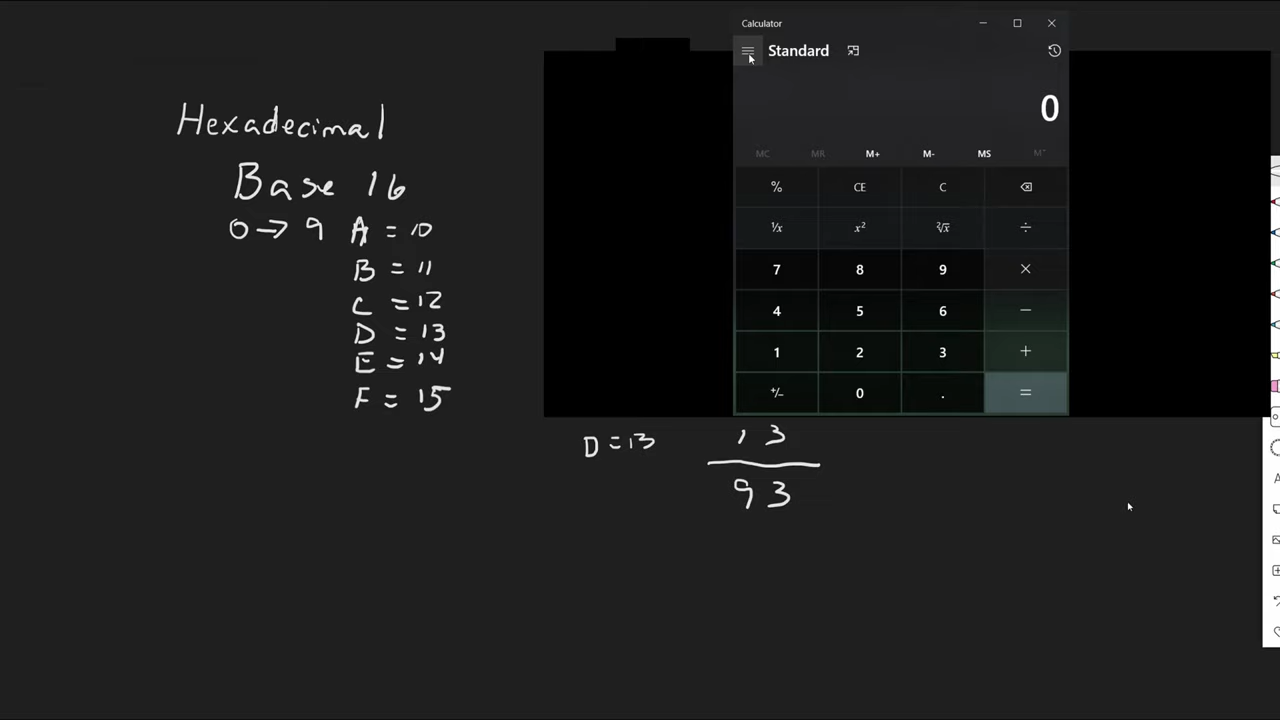 Calculator
Standard
0
MC MR M+ M- MS M˅
% CE C
¹/x x² ²√x ÷
7 8 9 ×
4 5 6 −
1 2 3 +
+/− 0 . =
Hexadecimal
Base 16
0 → 9 A = 10
B = 11
C = 12
D = 13
E = 14
F = 15
D = 13 13
93
A